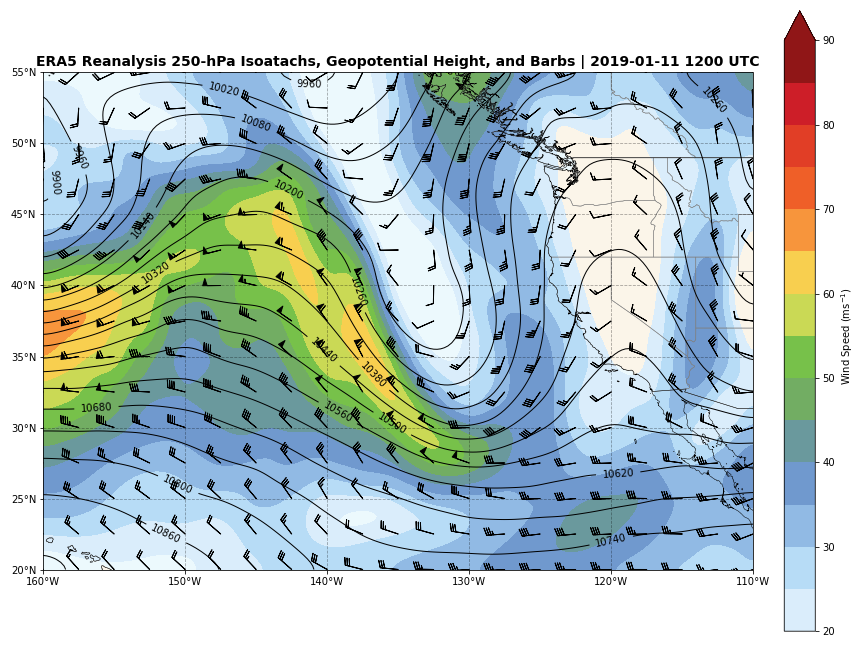 ERA5 Reanalysis 250-hPa Isoatachs, Geopotential Height, and Barbs | 2019-01-11 1200 UTC
90
80
70
60
50
40
30
20
Wind Speed (ms⁻¹)
55°N
50°N
45°N
40°N
35°N
30°N
25°N
20°N
160°W
150°W
140°W
130°W
120°W
110°W
9960
10020
10260
10080
9960
9900
10200
10140
10320
10260
10440
10380
10680
10560
10500
10800
10620
10860
10740